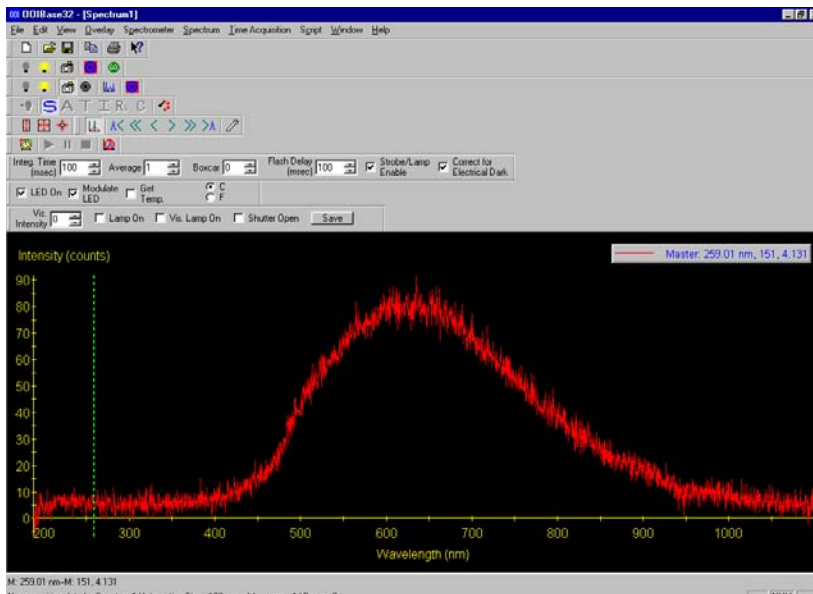 OOIBase32 - [Spectrum1]
File Edit View Overlay Spectrometer Spectrum Time Acquisition Script Window Help
S A T I R C
Integ. Time (msec) 100 Average 1 Boxcar 0 Flash Delay (msec) 100 Strobe/Lamp Enable Correct for Electrical Dark
LED On Modulate LED Get Temp. C F
Vis. Intensity 0 Lamp On Vis. Lamp On Shutter Open Save
Intensity (counts)
Master: 259.01 nm, 151, 4.131
90
80
70
60
50
40
30
20
10
0
200 300 400 500 600 700 800 900 1000
Wavelength (nm)
M: 259.01 nm-M: 151, 4.131